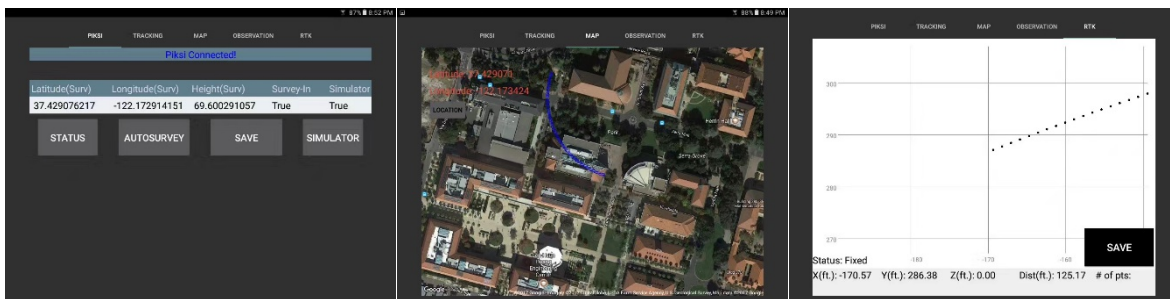 87% 8:52 PM
PIKSI TRACKING MAP OBSERVATION RTK
Piksi Connected!
Latitude(Surv) Longitude(Surv) Height(Surv) Survey-In Simulator
37.429076217 -122.172914151 69.600291057 True True
STATUS AUTOSURVEY SAVE SIMULATOR
88% 8:49 PM
PIKSI TRACKING MAP OBSERVATION RTK
LOCATION
Google
PIKSI TRACKING MAP OBSERVATION RTK
300
290
280
270
-180 -170 -160
SAVE
Status: Fixed
X(ft.): -170.57 Y(ft.): 286.38 Z(ft.): 0.00 Dist(ft.): 125.17 # of pts: